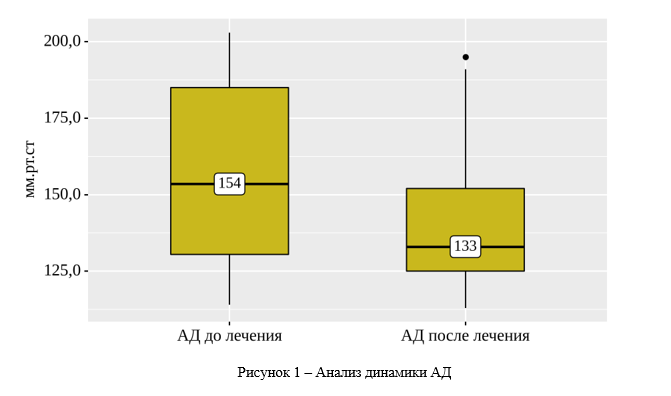 200,0
175,0
150,0
125,0
мм.рт.ст
154
133
АД до лечения
АД после лечения
Рисунок 1 – Анализ динамики АД